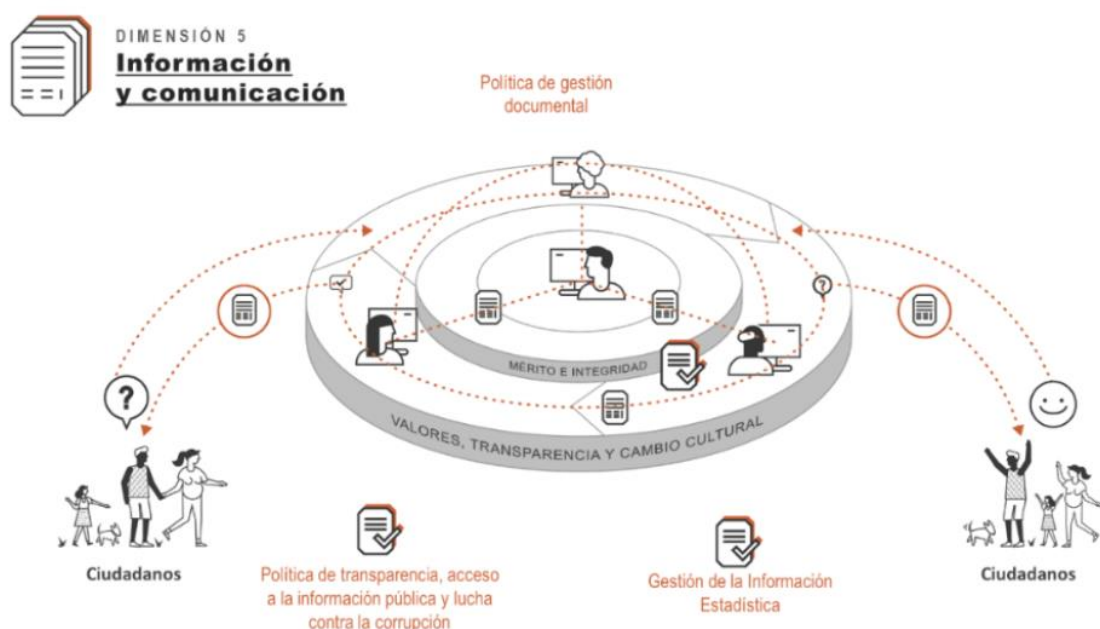 DIMENSIÓN 5
Información
y comunicación
Política de gestión
documental
?
?
MÉRITO E INTEGRIDAD
VALORES, TRANSPARENCIA Y CAMBIO CULTURAL
Ciudadanos
Ciudadanos
Política de transparencia, acceso
a la información pública y lucha
contra la corrupción
Gestión de la Información
Estadística